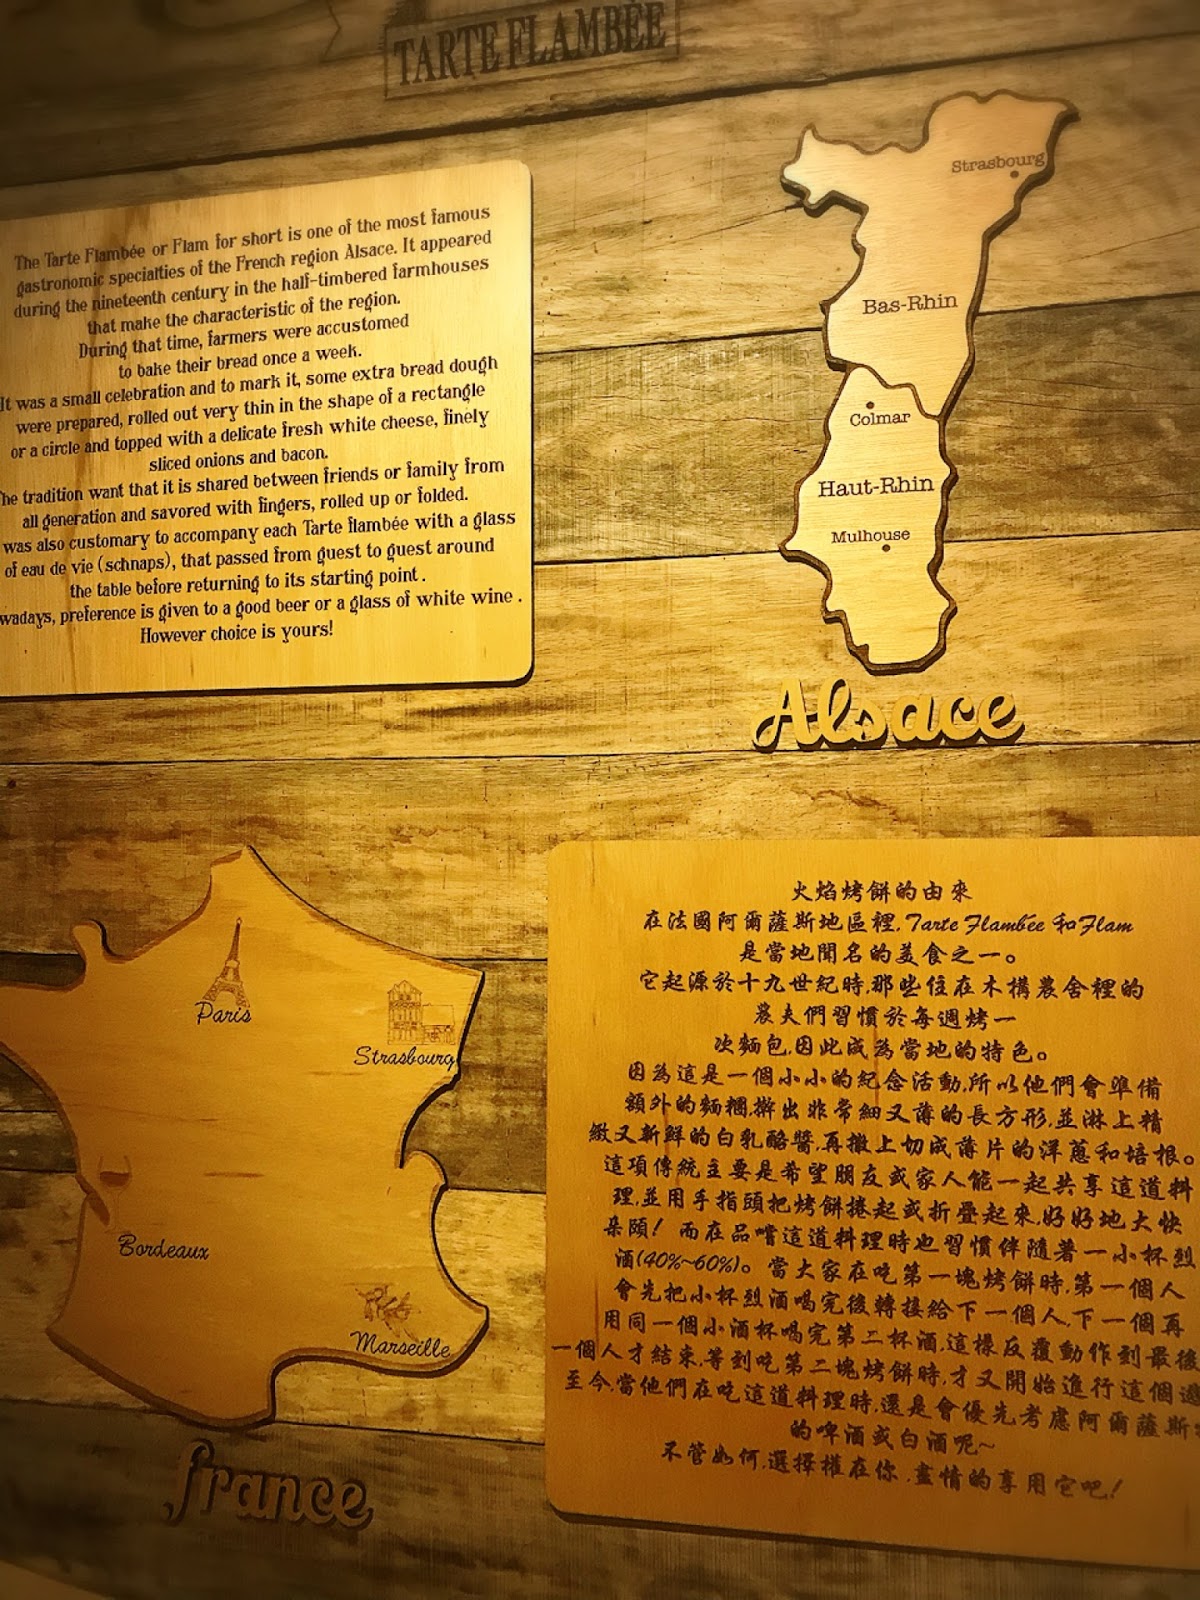 TARTE FLAMBÉE
The Tarte Flambée or Flam for short is one of the most famous
gastronomic specialties of the French region Alsace. It appeared
during the nineteenth century in the half-timbered farmhouses
that make the characteristic of the region.
During that time, farmers were accustomed
to bake their bread once a week.
It was a small celebration and to mark it, some extra bread dough
were prepared, rolled out very thin in the shape of a rectangle
or a circle and topped with a delicate fresh white cheese, finely
sliced onions and bacon.
he tradition want that it is shared between friends or family from
all generation and savored with fingers, rolled up or folded.
was also customary to accompany each Tarte flambée with a glass
of eau de vie (schnaps), that passed from guest to guest around
the table before returning to its starting point.
wadays, preference is given to a good beer or a glass of white wine.
However choice is yours!
Strasbourg
Bas-Rhin
Colmar
Haut-Rhin
Mulhouse
Alsace
Paris
Strasbourg
Bordeaux
Marseille
france
火焰烤餅的由來
在法國阿爾薩斯地區裡,Tarte Flambée 和Flam
是當地聞名的美食之一。
它起源於十九世紀時,那些住在木構農舍裡的
農夫們習慣於每週烤一
次麵包,因此成為當地的特色。
因為這是一個小小的紀念活動,所以他們會準備
額外的麵糰,擀出非常細又薄的長方形,並淋上精
緻又新鮮的白乳酪醬,再撒上切成薄片的洋蔥和培根。
這項傳統主要是希望朋友或家人能一起共享這道料
理,並用手指頭把烤餅捲起或折疊起來,好好地大快
朵頤! 而在品嚐這道料理時也習慣伴隨著一小杯烈
酒(40%~60%)。當大家在吃第一塊烤餅時,第一個人
會先把小杯烈酒喝完後轉接給下一個人,下一個再
用同一個小酒杯喝完第二杯酒,這樣反覆動作到最後
一個人才結束,等到吃第二塊烤餅時,才又開始進行這個
至今,當他們在吃這道料理時,還是會優先考慮阿爾薩斯
的啤酒或白酒呢~
不管如何,選擇權在你,盡情的享用它吧!